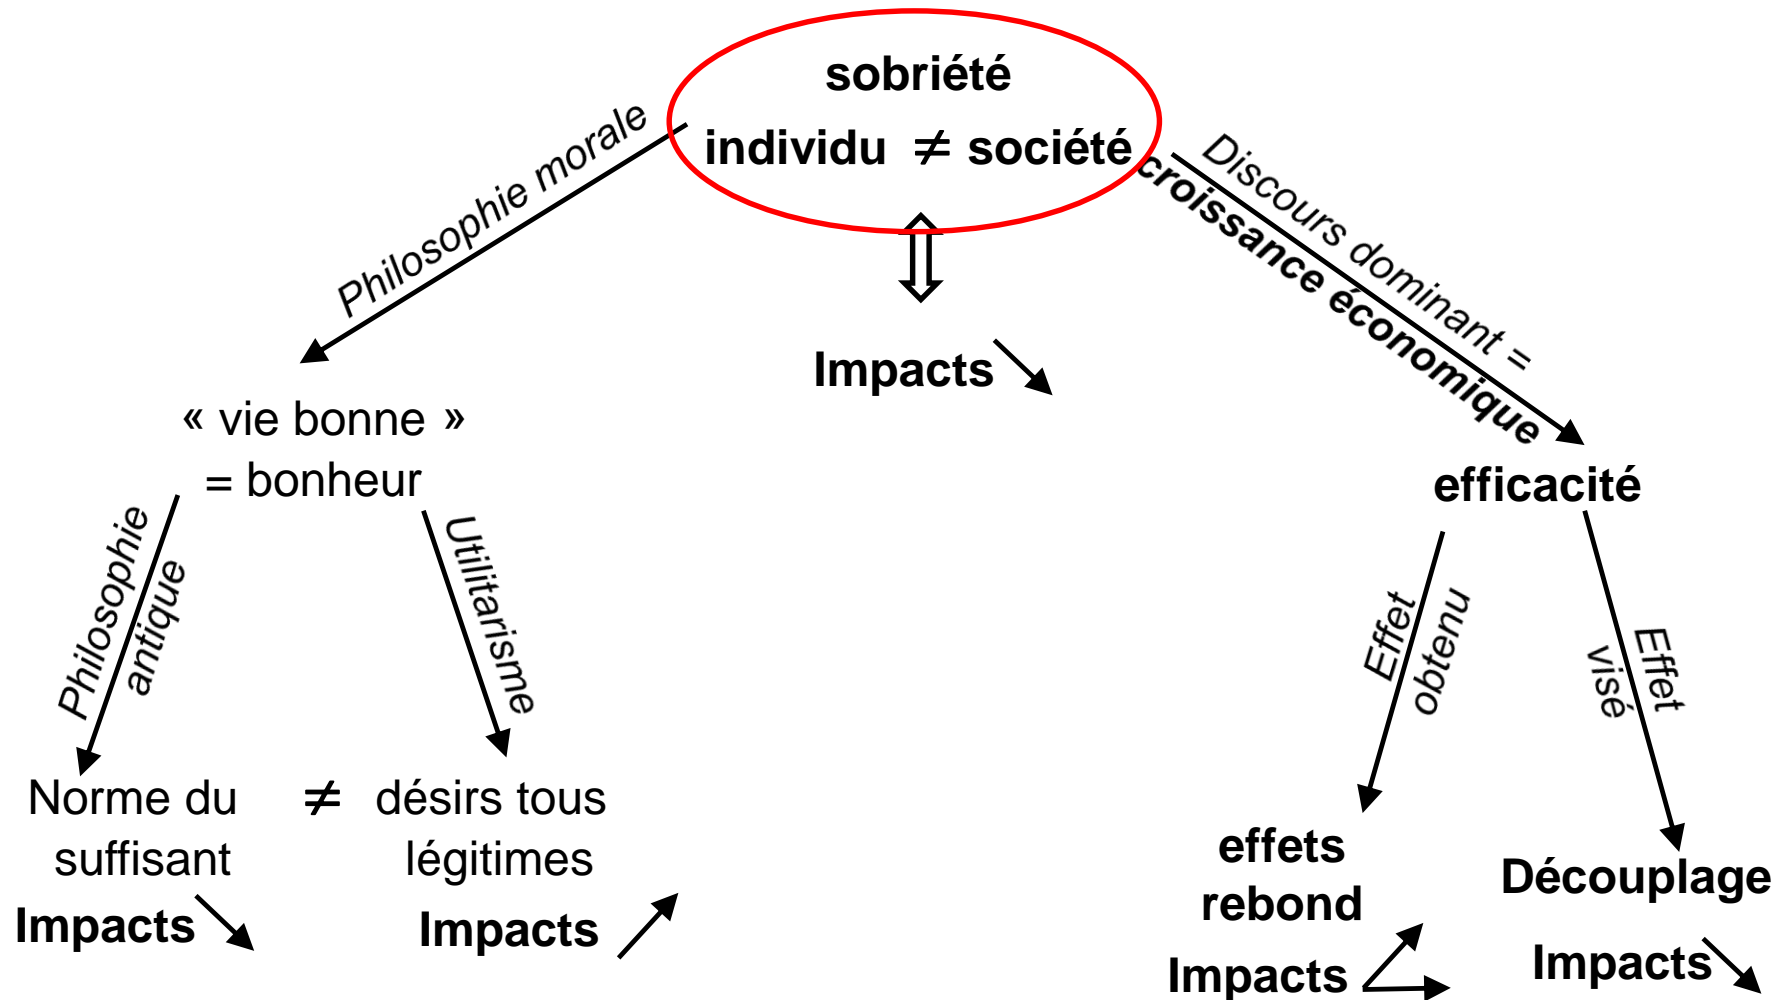 sobriété
individu ≠ société
Philosophie morale
Discours dominant =
croissance économique
Impacts
« vie bonne »
= bonheur
efficacité
Philosophie
antique
Utilitarisme
Effet
obtenu
Effet
visé
Norme du
suffisant
≠
désirs tous
légitimes
Impacts
Impacts
effets
rebond
Impacts
Découplage
Impacts